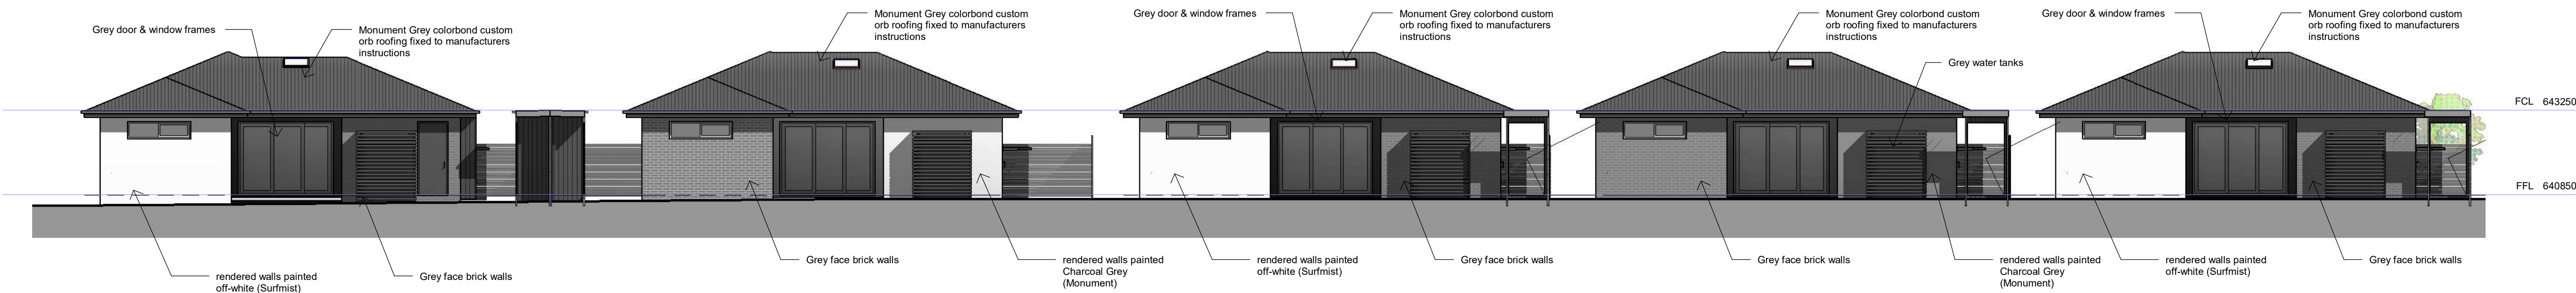 Grey door & window frames
Monument Grey colorbond custom
orb roofing fixed to manufacturers
instructions
Monument Grey colorbond custom
orb roofing fixed to manufacturers
instructions
Grey door & window frames
Monument Grey colorbond custom
orb roofing fixed to manufacturers
instructions
Monument Grey colorbond custom
orb roofing fixed to manufacturers
instructions
Grey water tanks
Grey door & window frames
Monument Grey colorbond custom
orb roofing fixed to manufacturers
instructions
FCL 643250
FFL 640850
rendered walls painted
off-white (Surfmist)
Grey face brick walls
Grey face brick walls
rendered walls painted
Charcoal Grey
(Monument)
rendered walls painted
off-white (Surfmist)
Grey face brick walls
Grey face brick walls
rendered walls painted
Charcoal Grey
(Monument)
rendered walls painted
off-white (Surfmist)
Grey face brick walls